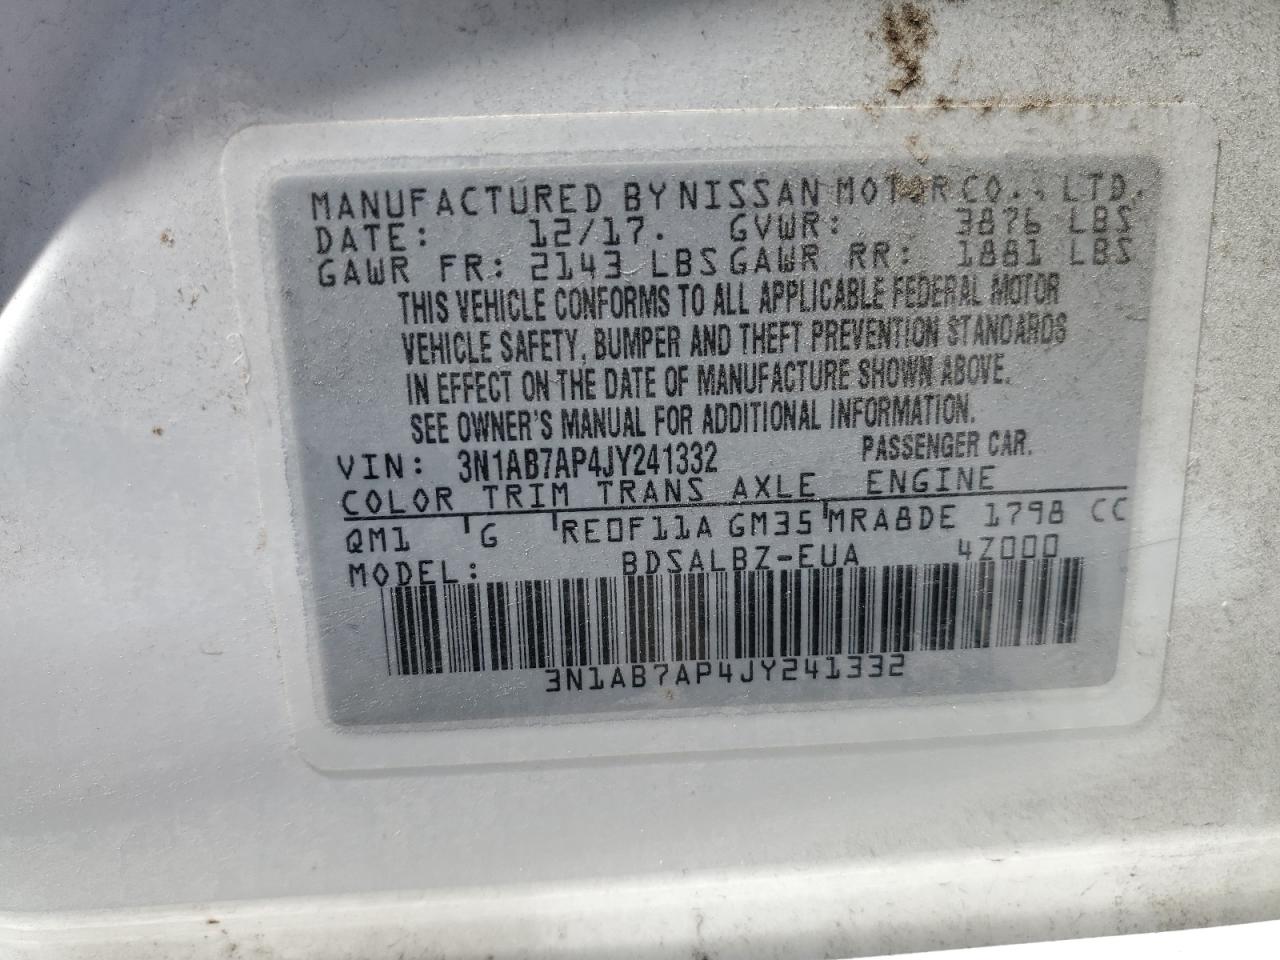 MANUFACTURED BY NISSAN MOTOR CO., LTD.
DATE: 12/17. GVWR: 3876 LBS
GAWR FR: 2143 LBS GAWR RR: 1881 LBS
THIS VEHICLE CONFORMS TO ALL APPLICABLE FEDERAL MOTOR
VEHICLE SAFETY, BUMPER AND THEFT PREVENTION STANDARDS
IN EFFECT ON THE DATE OF MANUFACTURE SHOWN ABOVE.
SEE OWNER'S MANUAL FOR ADDITIONAL INFORMATION.
VIN: 3N1AB7AP4JY241332 PASSENGER CAR.
COLOR TRIM TRANS AXLE ENGINE
QM1 G RE0F11A GM35 MRA8DE 1798 CC
MODEL: BDSALBZ-EUA 4Z000
3N1AB7AP4JY241332